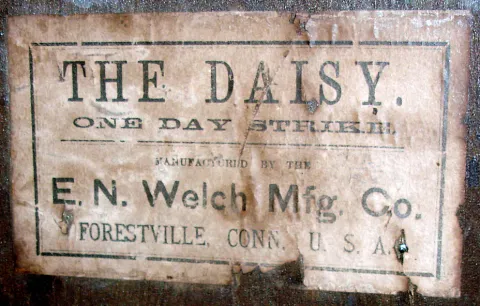 THE DAISY.
ONE DAY STRIKE.
MANUFACTURED BY THE
E. N. Welch Mfg. Co.
FORESTVILLE, CONN. U. S. A.